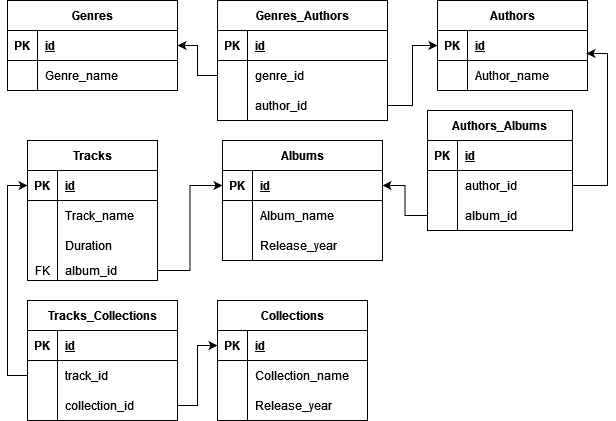 Genres
PK id
Genre_name
Genres_Authors
PK id
genre_id
author_id
Authors
PK id
Author_name
Authors_Albums
PK id
author_id
album_id
Tracks
PK id
Track_name
Duration
FK album_id
Albums
PK id
Album_name
Release_year
Tracks_Collections
PK id
track_id
collection_id
Collections
PK id
Collection_name
Release_year